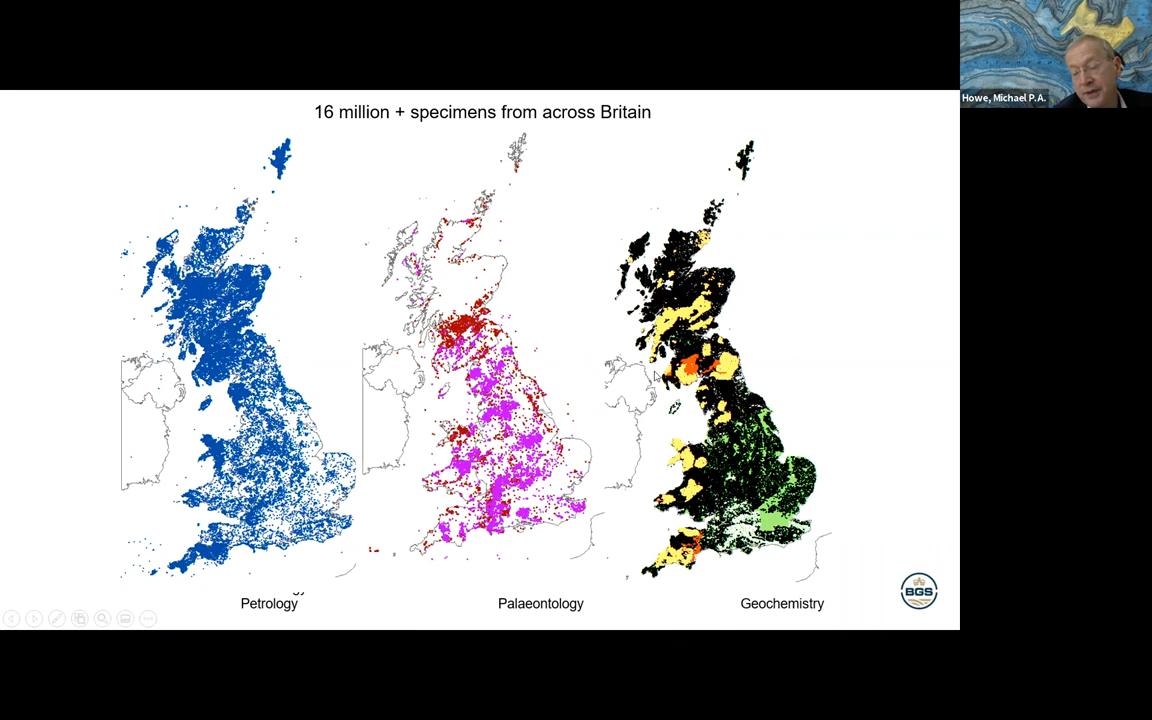 16 million + specimens from across Britain
Howe, Michael P.A.
Petrology
Palaeontology
Geochemistry
BGS